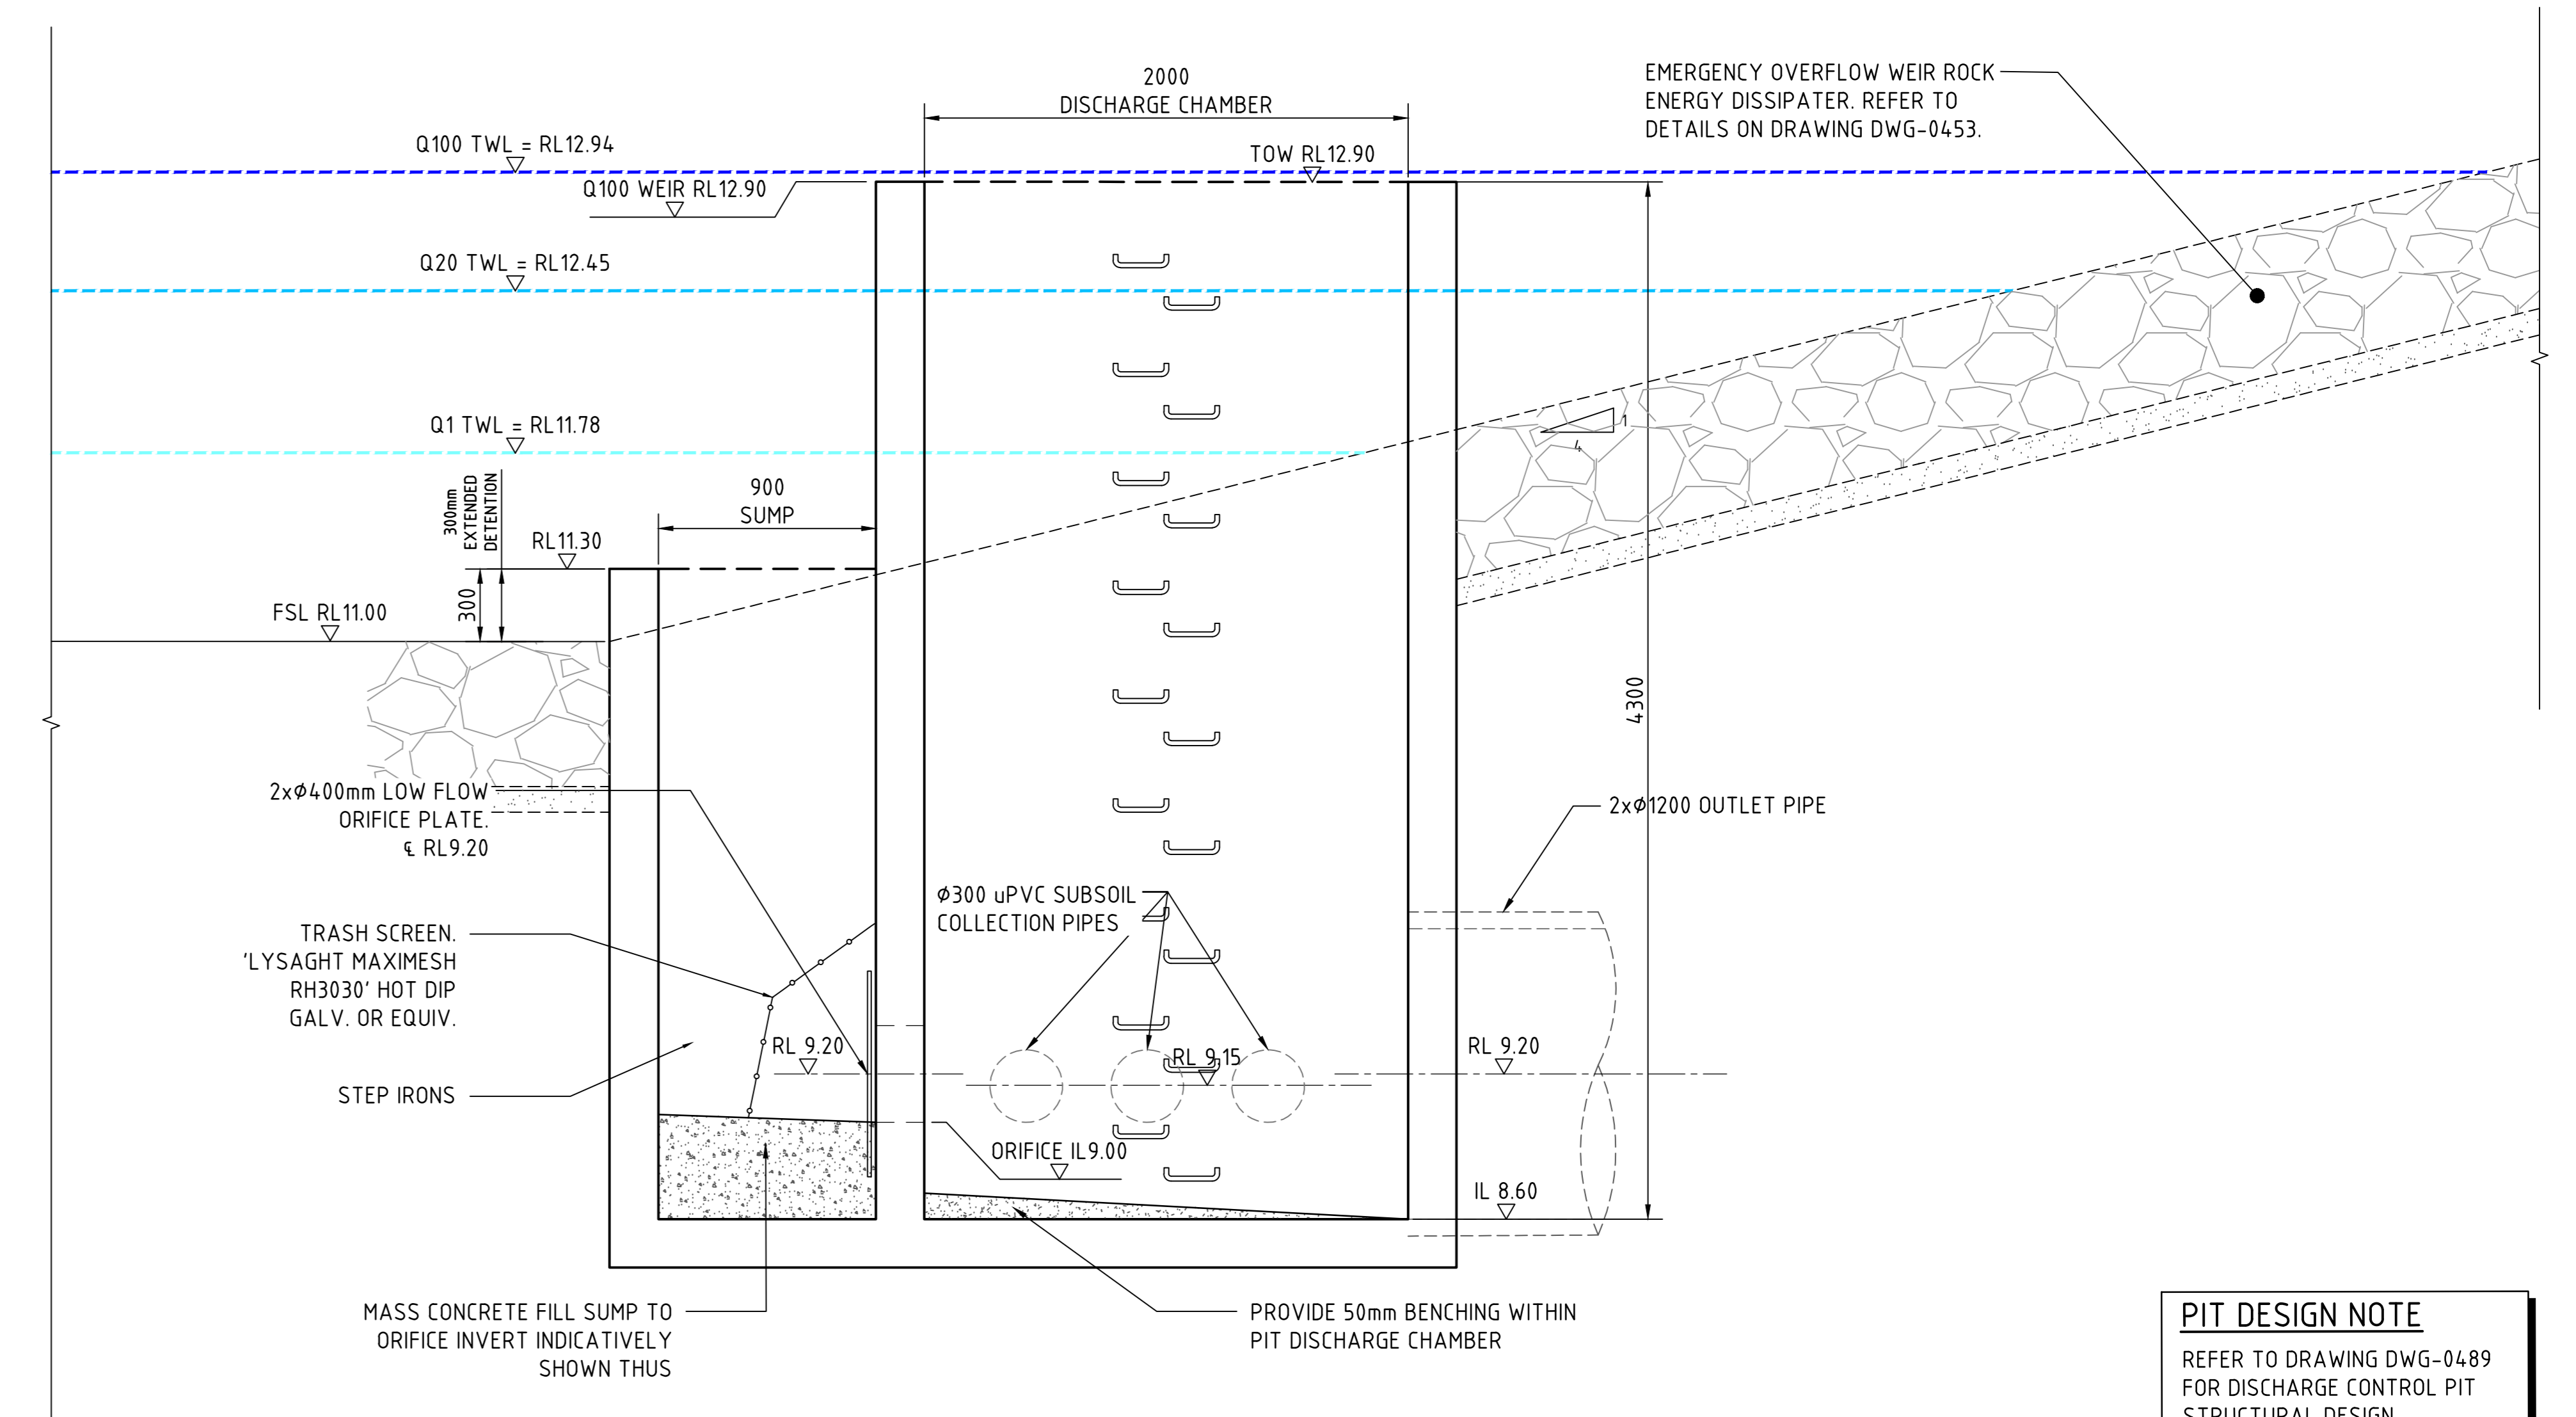 2000
DISCHARGE CHAMBER
EMERGENCY OVERFLOW WEIR ROCK
ENERGY DISSIPATER. REFER TO
DETAILS ON DRAWING DWG-0453.
Q100 TWL = RL12.94
TOW RL12.90
Q100 WEIR RL12.90
Q20 TWL = RL12.45
Q1 TWL = RL11.78
1
4
300mm
EXTENDED
DETENTION
900
SUMP
RL11.30
300
FSL RL11.00
4300
2xØ400mm LOW FLOW
ORIFICE PLATE.
℄ RL9.20
2xØ1200 OUTLET PIPE
Ø300 uPVC SUBSOIL
COLLECTION PIPES
TRASH SCREEN.
'LYSAGHT MAXIMESH
RH3030' HOT DIP
GALV. OR EQUIV.
RL 9.20
RL 9.15
RL 9.20
STEP IRONS
ORIFICE IL9.00
IL 8.60
MASS CONCRETE FILL SUMP TO
ORIFICE INVERT INDICATIVELY
SHOWN THUS
PROVIDE 50mm BENCHING WITHIN
PIT DISCHARGE CHAMBER
PIT DESIGN NOTE
REFER TO DRAWING DWG-0489
FOR DISCHARGE CONTROL PIT
STRUCTURAL DESIGN